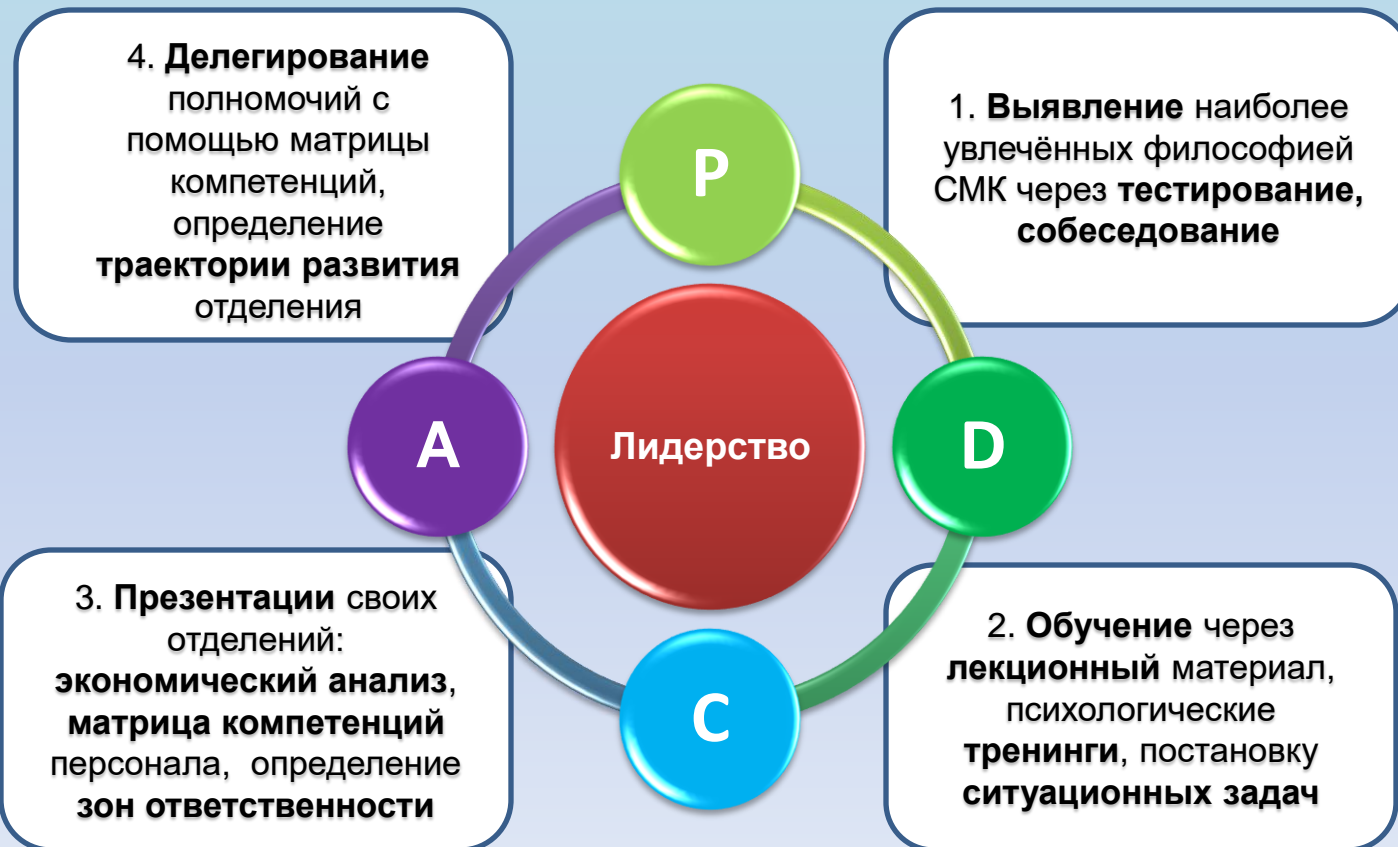 4. Делегирование
полномочий с
помощью матрицы
компетенций,
определение
траектории развития
отделения
P
1. Выявление наиболее
увлечённых философией
СМК через тестирование,
собеседование
A
Лидерство
D
3. Презентации своих
отделений:
экономический анализ,
матрица компетенций
персонала, определение
зон ответственности
C
2. Обучение через
лекционный материал,
психологические
тренинги, постановку
ситуационных задач